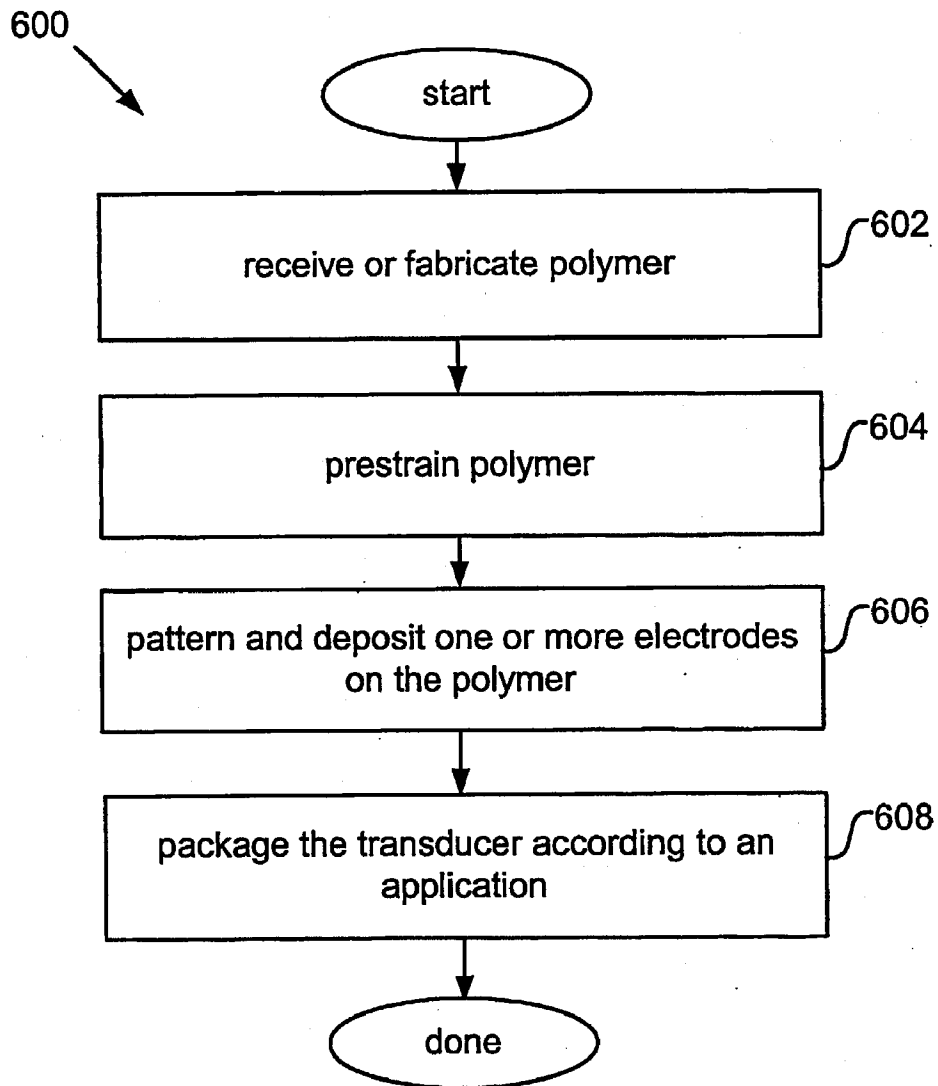 600
start
receive or fabricate polymer
602
prestrain polymer
604
pattern and deposit one or more electrodes
on the polymer
606
package the transducer according to an
application
608
done